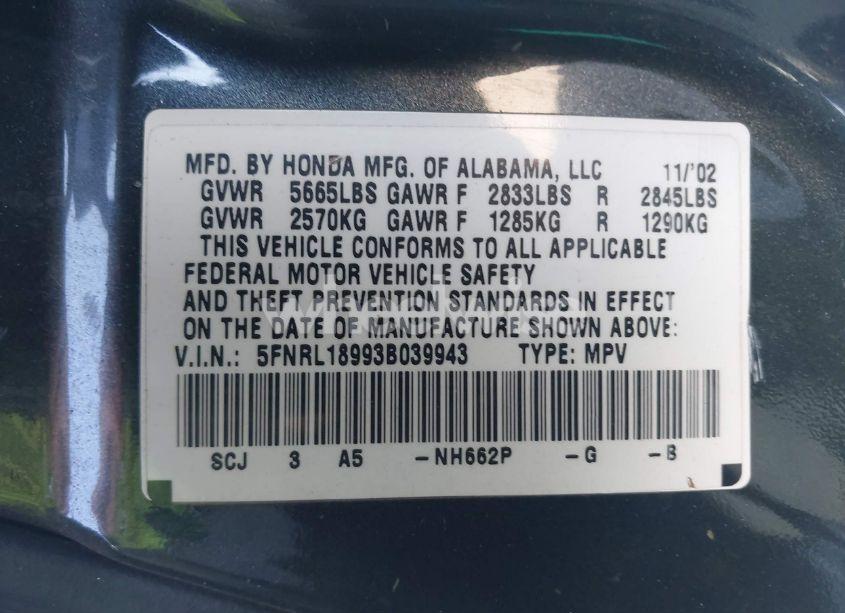 MFD. BY HONDA MFG. OF ALABAMA, LLC 11/'02
GVWR 5665LBS GAWR F 2833LBS R 2845LBS
GVWR 2570KG GAWR F 1285KG R 1290KG
THIS VEHICLE CONFORMS TO ALL APPLICABLE
FEDERAL MOTOR VEHICLE SAFETY
AND THEFT PREVENTION STANDARDS IN EFFECT
ON THE DATE OF MANUFACTURE SHOWN ABOVE:
V.I.N.: 5FNRL18993B039943 TYPE: MPV
SCJ 3 A5 -NH662P -G -B